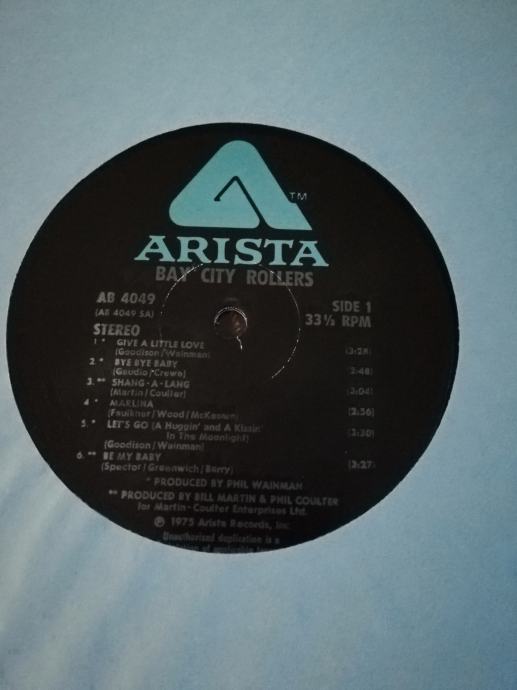 TM
ARISTA
BAY CITY ROLLERS
AB 4049
(AB 4049 SA)
SIDE 1
33⅓ RPM
STEREO
1 * GIVE A LITTLE LOVE
(Goodison/Wainman) (3:28)
2. * BYE BYE BABY
(Gaudio/Crewe) (2:48)
3. ** SHANG-A-LANG
(Martin/Coulter) (3:04)
4 * MARLINA
(Faulkner/Wood/McKeown) (2:56)
5. * LET'S GO (A Huggin' and A Kissin'
In The Moonlight) (2:30)
(Goodison/Wainman)
6. ** BE MY BABY
(Spector/Greenwich/Barry) (3:27)
* PRODUCED BY PHIL WAINMAN
** PRODUCED BY BILL MARTIN & PHIL COULTER
for Martin-Coulter Enterprises Ltd.
℗ 1975 Arista Records, Inc.
Unauthorised duplication is a